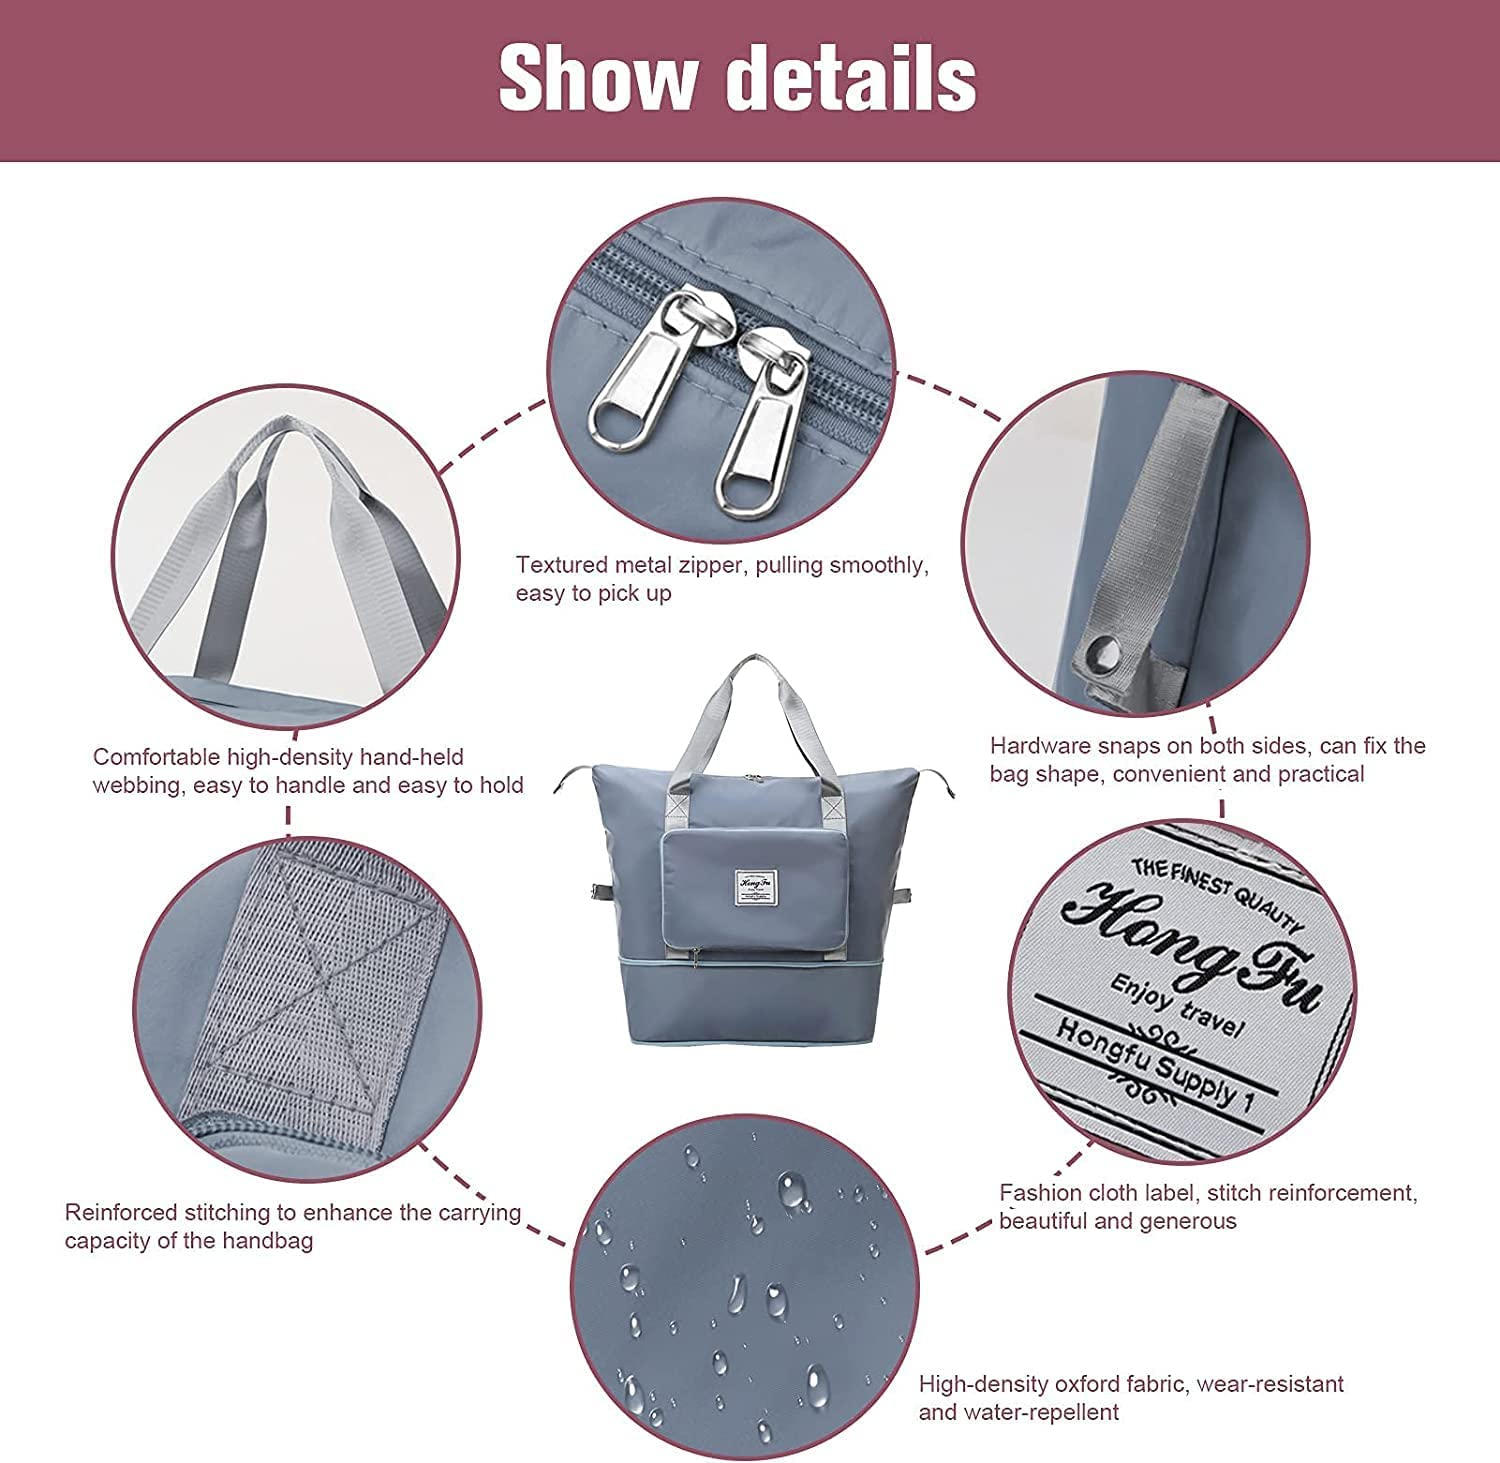 Show details
Textured metal zipper, pulling smoothly,
easy to pick up
Comfortable high-density hand-held
webbing, easy to handle and easy to hold
Hardware snaps on both sides, can fix the
bag shape, convenient and practical
Hong Fu
THE FINEST QUALITY
Hong Fu
Enjoy travel
Hongfu Supply 1
Reinforced stitching to enhance the carrying
capacity of the handbag
Fashion cloth label, stitch reinforcement,
beautiful and generous
High-density oxford fabric, wear-resistant
and water-repellent